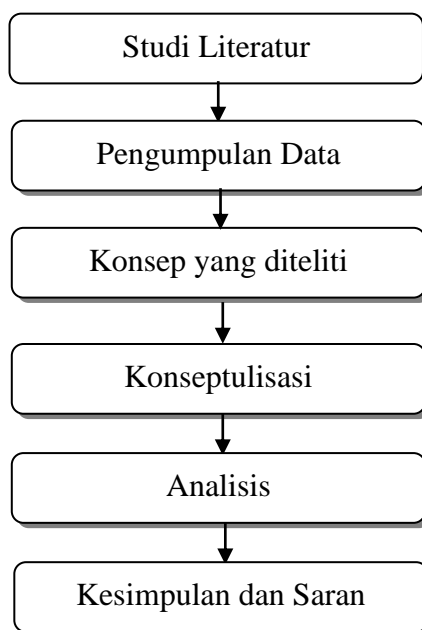 Studi Literatur
Pengumpulan Data
Konsep yang diteliti
Konseptulisasi
Analisis
Kesimpulan dan Saran